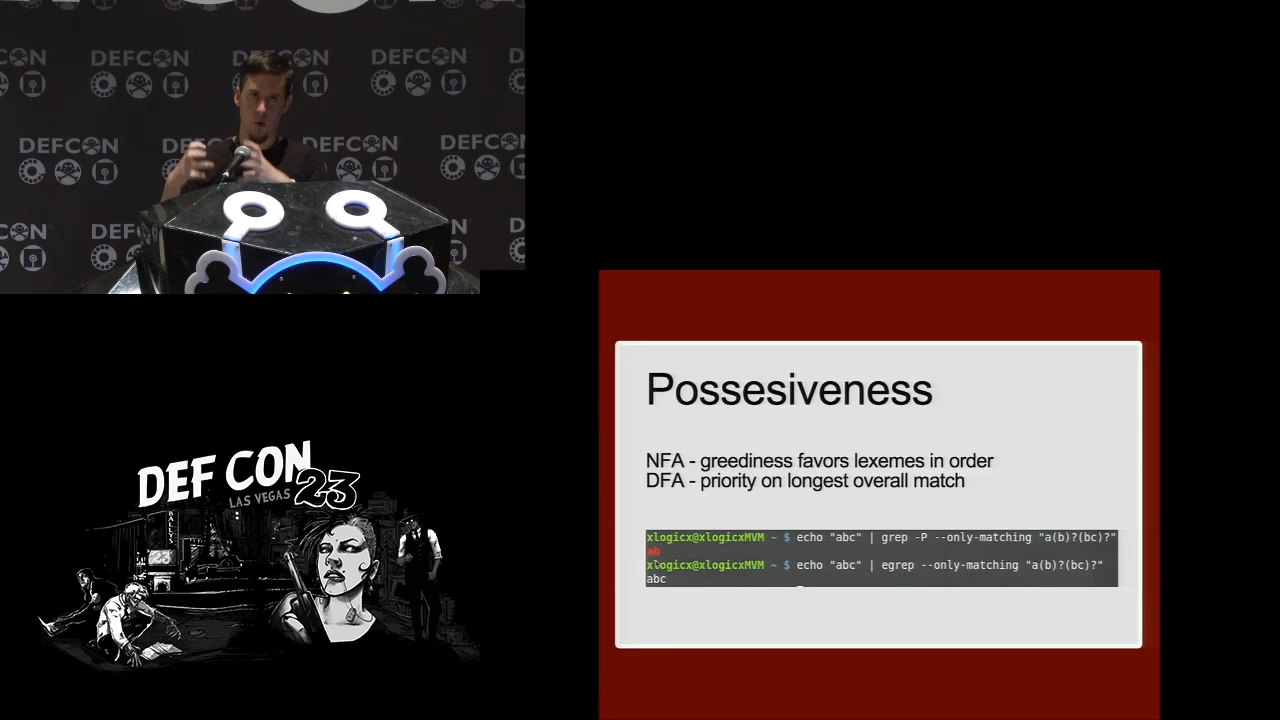 DEFCON
DEFCON
DEFCON
DEFCON
DEFCON
DEFCON
DEFCON
DEF CON 23
LAS VEGAS
BALLYS
23
Possesiveness
NFA - greediness favors lexemes in order
DFA - priority on longest overall match
xlogicx@xlogicxMVM ~ $ echo "abc" | grep -P --only-matching "a(b)?(bc)?"
ab
xlogicx@xlogicxMVM ~ $ echo "abc" | egrep --only-matching "a(b)?(bc)?"
abc